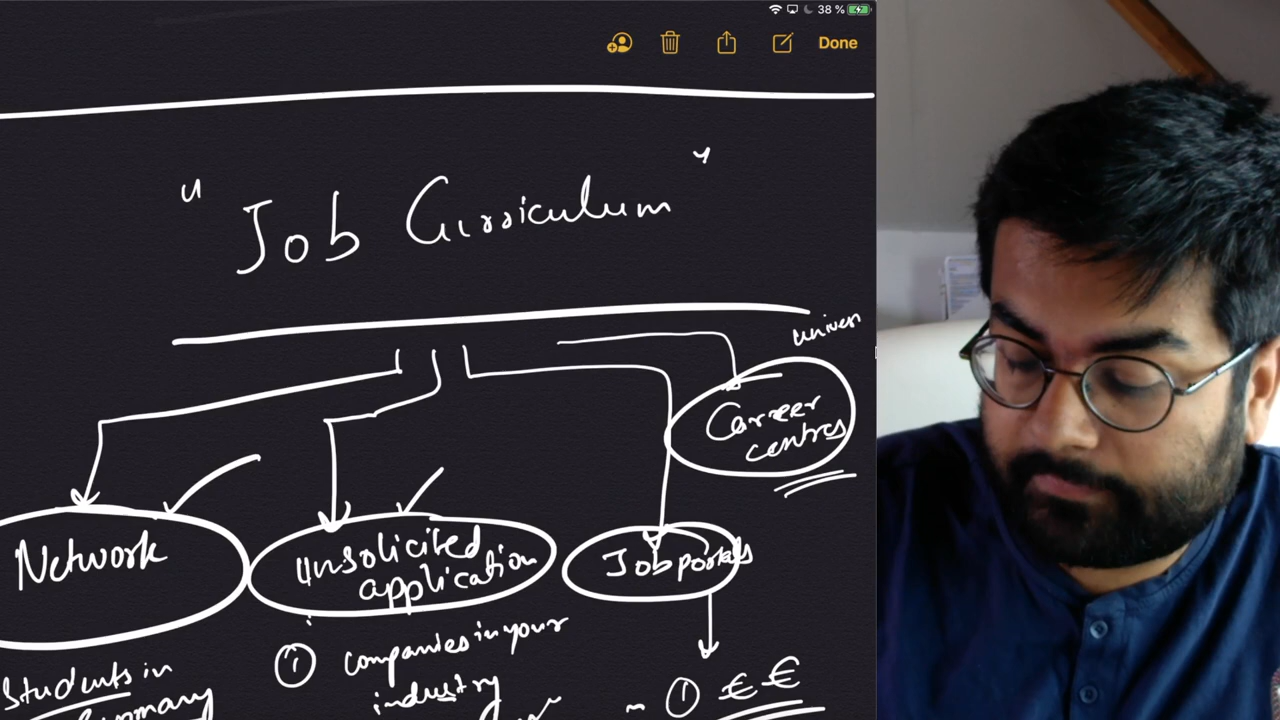 38 %
Done
"Job Curriculum"
univers
Career
centres
Network
Unsolicited
application
Job portals
Students in
① companies in your
industry
① € €